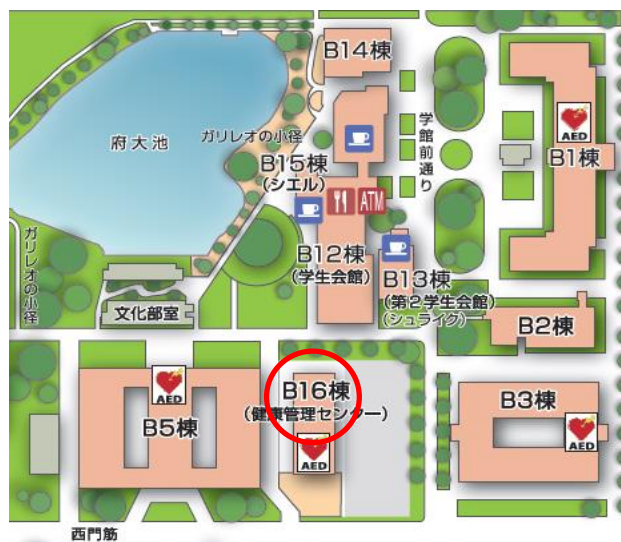 B14棟
府大池
ガリレオの小径
学館前通り
AED
B1棟
B15棟
(シエル)
ATM
B12棟
(学生会館)
B13棟
(第2学生会館)
(シュライク)
ガリレオの小径
文化部室
B2棟
AED
B5棟
B16棟
(健康管理センター)
AED
B3棟
AED
西門筋